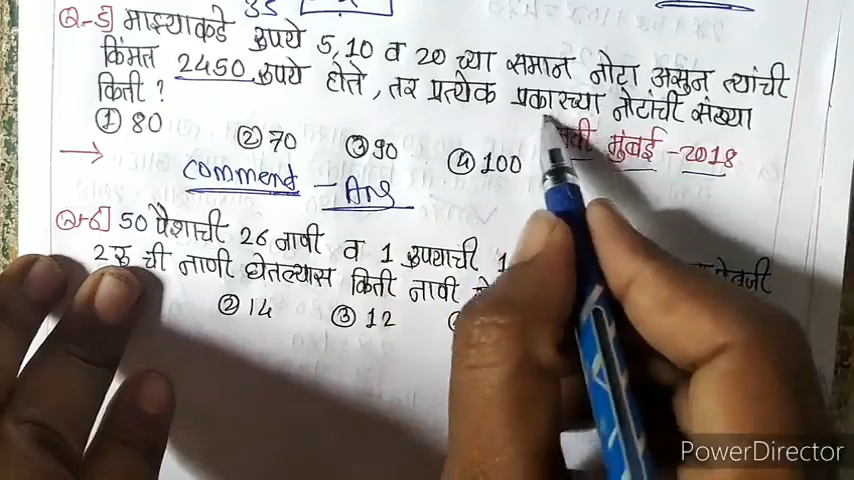 35
Q-5] माझ्याकडे रुपये 5, 10 व 20 च्या समान नोटा असुन त्यांची
किंमत 2450 रुपये होते, तर प्रत्येक प्रकारच्या नोटांची संख्या
किती ?
मुंबई - 2018
① 80 ② 70 ③ 90 ④ 100
comment - Ans
Q-6] 50 पैशाची 26 नाणी व 1 रुपयाची 1
2 रु ची नाणी घेतल्यास किती नाणी
② 14 ③ 12
PowerDirector